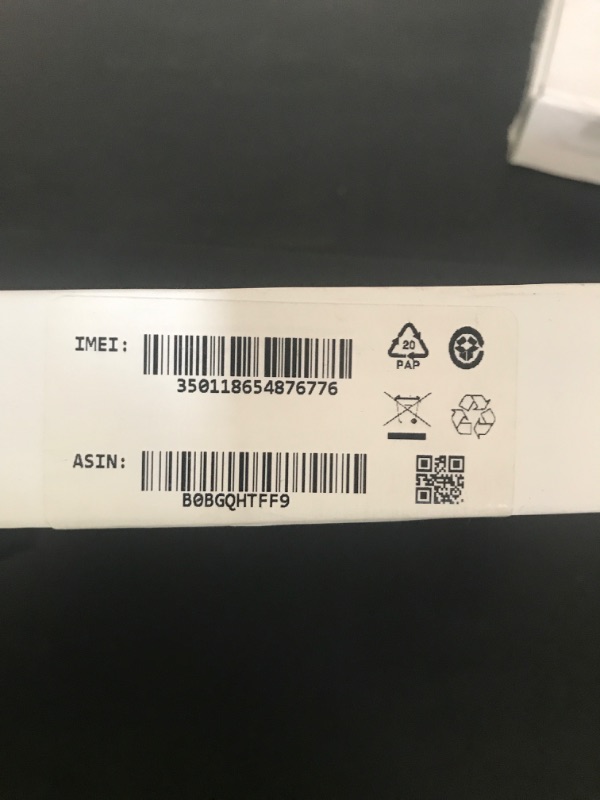 IMEI:
350118654876776
20
PAP
ASIN:
B0BGQHTFF9